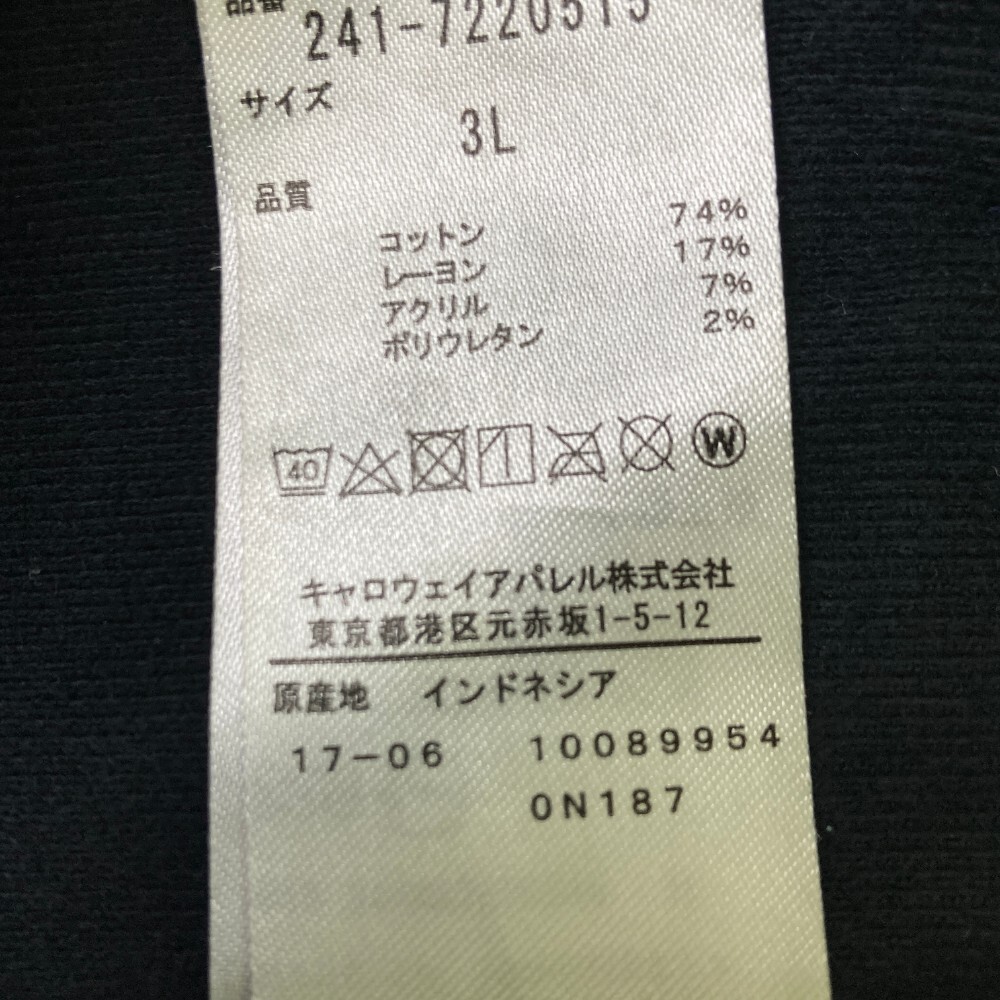 品番
241-7220515
サイズ
3L
品質
コットン 74%
レーヨン 17%
アクリル 7%
ポリウレタン 2%
40 W
キャロウェイアパレル株式会社
東京都港区元赤坂1-5-12
原産地 インドネシア
17-06 10089954
0N187